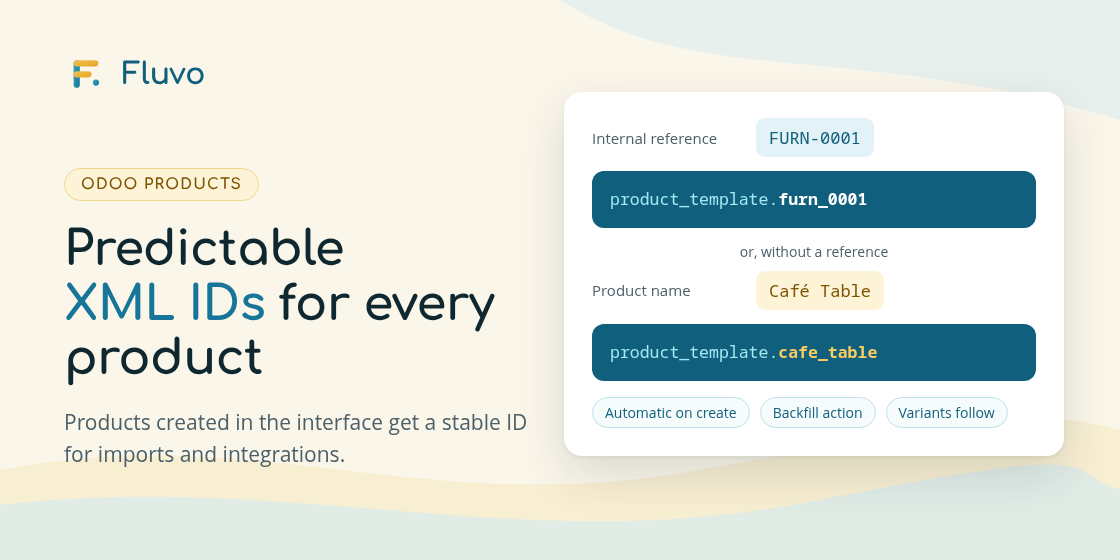 Fluvo
ODOO PRODUCTS
Predictable
XML IDs for every
product
Products created in the interface get a stable ID
for imports and integrations.
Internal reference FURN-0001
product_template.furn_0001
or, without a reference
Product name Café Table
product_template.cafe_table
Automatic on create Backfill action Variants follow